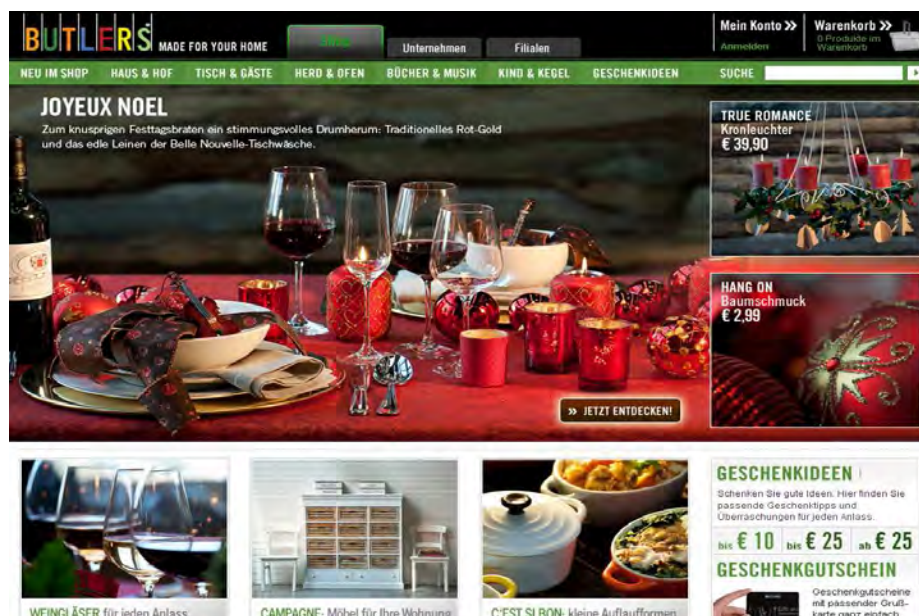 BUTLERS MADE FOR YOUR HOME
Shop
Unternehmen
Filialen
Mein Konto >>
Anmelden
Warenkorb >>
0 Produkte im
Warenkorb
NEU IM SHOP HAUS & HOF TISCH & GÄSTE HERD & OFEN BÜCHER & MUSIK KIND & KEGEL GESCHENKIDEEN SUCHE
JOYEUX NOEL
Zum knusprigen Festtagsbraten ein stimmungsvolles Drumherum: Traditionelles Rot-Gold
und das edle Leinen der Belle Nouvelle-Tischwäsche.
>> JETZT ENTDECKEN!
TRUE ROMANCE
Kronleuchter
€ 39,90
HANG ON
Baumschmuck
€ 2,99
WEINGLÄSER für jeden Anlass
CAMPAGNE- Möbel für Ihre Wohnung
C'EST SI BON- kleine Auflaufformen
GESCHENKIDEEN
Schenken Sie gute Ideen. Hier finden Sie
passende Geschenktipps und
Überraschungen für jeden Anlass.
bis € 10 bis € 25 ab € 25
GESCHENKGUTSCHEIN
Geschenkgutscheine
mit passender Gruß-
karte ganz einfach